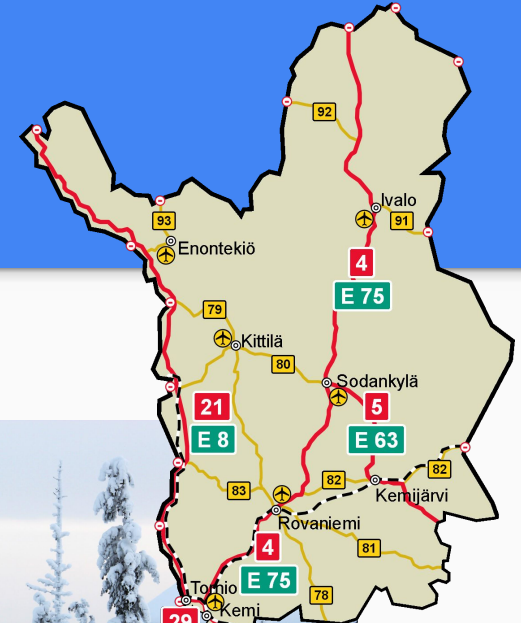 92
Ivalo
91
93
Enontekiö
4
E 75
79
Kittilä
80
Sodankylä
21
E 8
5
E 63
82
82
Kemijärvi
83
Rovaniemi
4
E 75
81
78
Tornio
Kemi
29